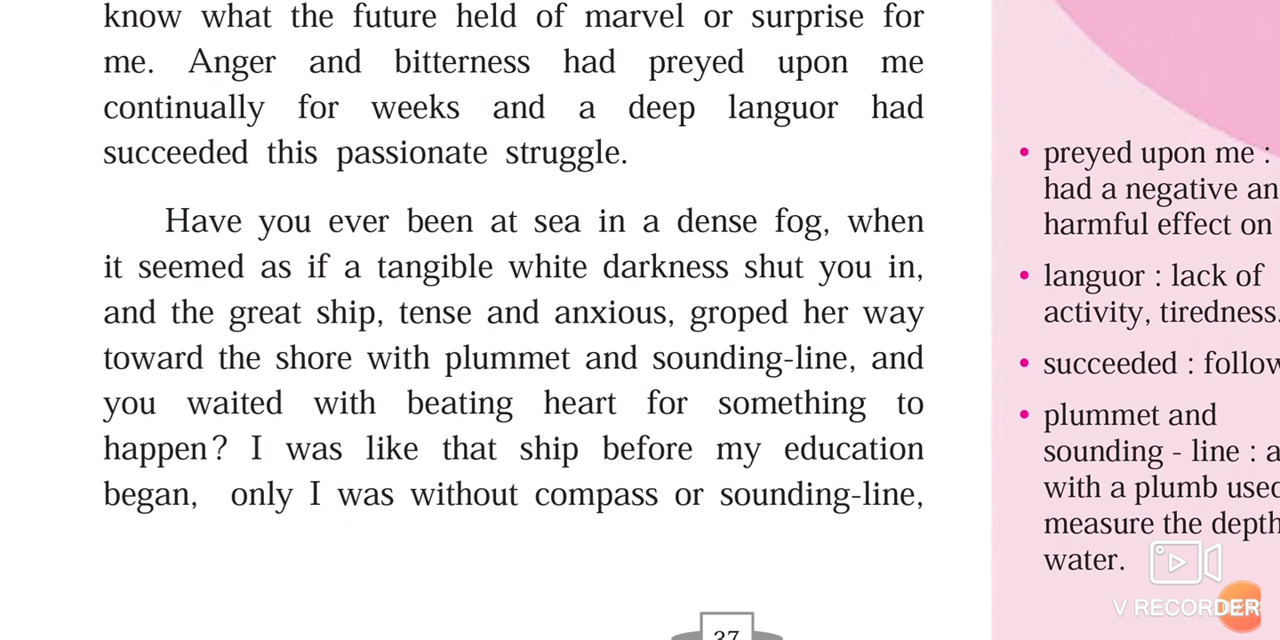 know what the future held of marvel or surprise for
me. Anger and bitterness had preyed upon me
continually for weeks and a deep languor had
succeeded this passionate struggle.
Have you ever been at sea in a dense fog, when
it seemed as if a tangible white darkness shut you in,
and the great ship, tense and anxious, groped her way
toward the shore with plummet and sounding-line, and
you waited with beating heart for something to
happen? I was like that ship before my education
began, only I was without compass or sounding-line,
37
• preyed upon me :
had a negative an
harmful effect on
• languor : lack of
activity, tiredness.
• succeeded : follow
• plummet and
sounding - line : a
with a plumb used
measure the depth
water.
V RECORDER